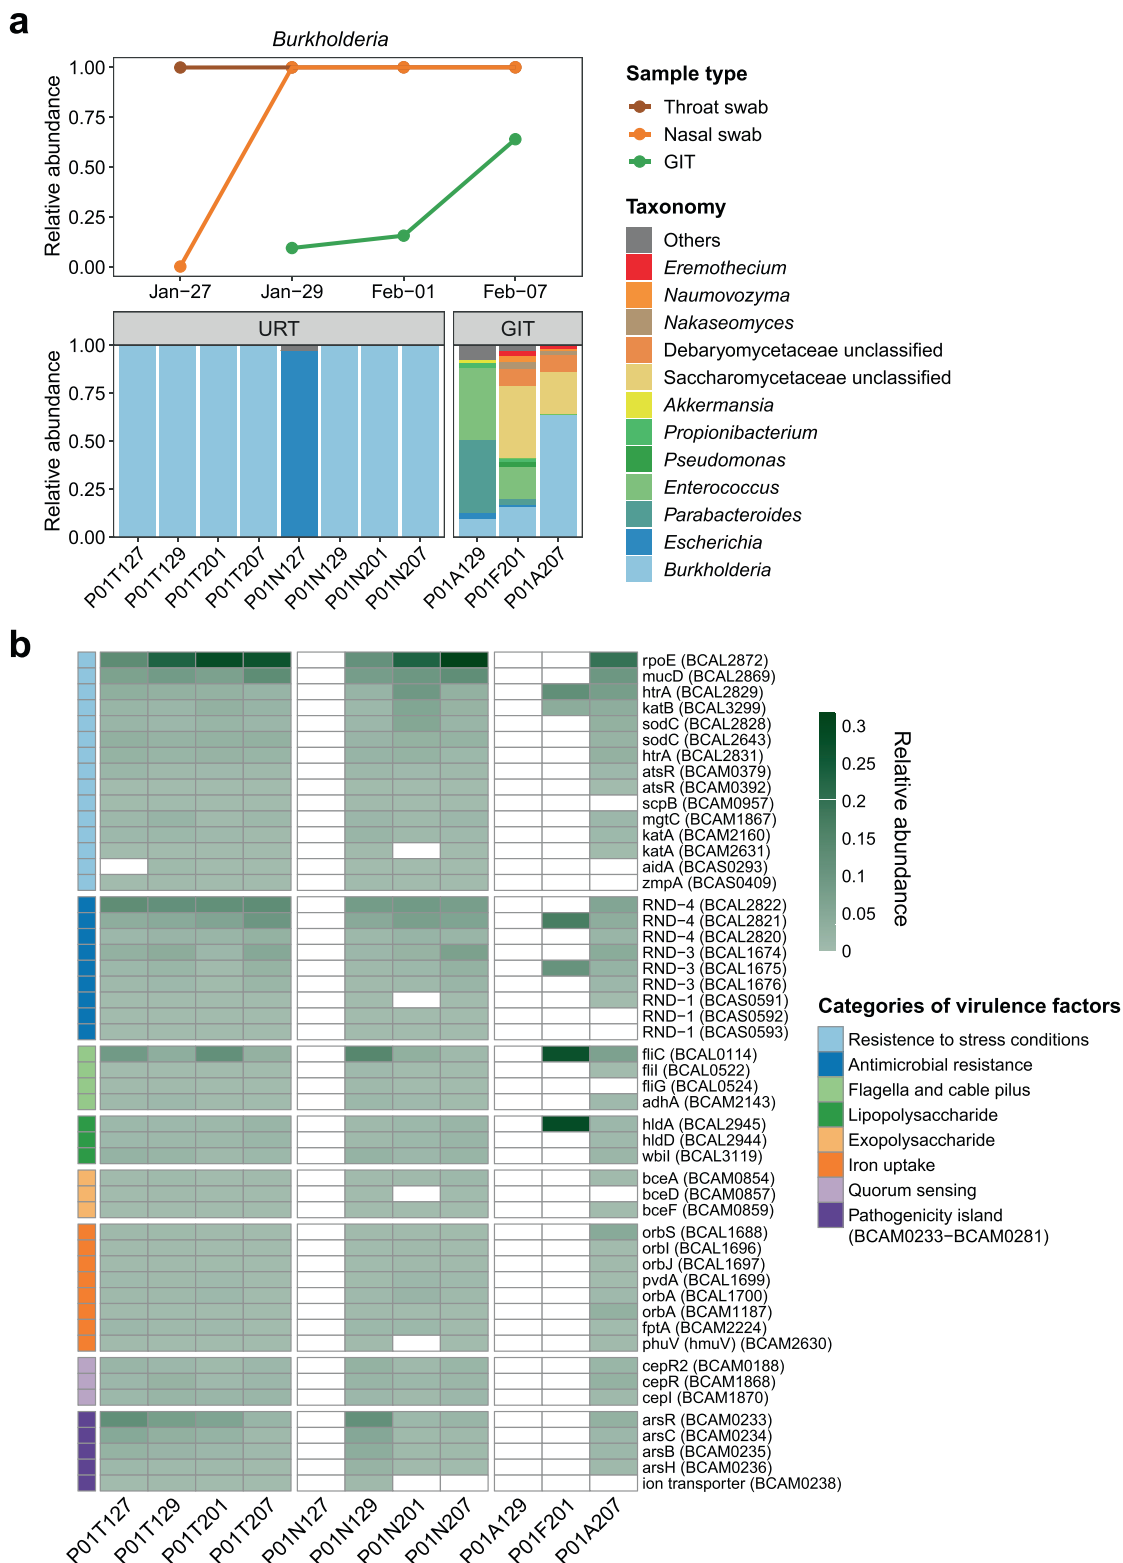 a
Burkholderia
Relative abundance
1.00
0.75
0.50
0.25
0.00
Jan−27
Jan−29
Feb−01
Feb−07
Sample type
Throat swab
Nasal swab
GIT
Taxonomy
Others
Eremothecium
Naumovozyma
Nakaseomyces
Debaryomycetaceae unclassified
Saccharomycetaceae unclassified
Akkermansia
Propionibacterium
Pseudomonas
Enterococcus
Parabacteroides
Escherichia
Burkholderia
URT
GIT
Relative abundance
1.00
0.75
0.50
0.25
0.00
P01T127
P01T129
P01T201
P01T207
P01N127
P01N129
P01N201
P01N207
P01A129
P01F201
P01A207
b
rpoE (BCAL2872)
mucD (BCAL2869)
htrA (BCAL2829)
katB (BCAL3299)
sodC (BCAL2828)
sodC (BCAL2643)
htrA (BCAL2831)
atsR (BCAM0379)
atsR (BCAM0392)
scpB (BCAM0957)
mgtC (BCAM1867)
katA (BCAM2160)
katA (BCAM2631)
aidA (BCAS0293)
zmpA (BCAS0409)
RND−4 (BCAL2822)
RND−4 (BCAL2821)
RND−4 (BCAL2820)
RND−3 (BCAL1674)
RND−3 (BCAL1675)
RND−3 (BCAL1676)
RND−1 (BCAS0591)
RND−1 (BCAS0592)
RND−1 (BCAS0593)
fliC (BCAL0114)
fliI (BCAL0522)
fliG (BCAL0524)
adhA (BCAM2143)
hldA (BCAL2945)
hldD (BCAL2944)
wbiI (BCAL3119)
bceA (BCAM0854)
bceD (BCAM0857)
bceF (BCAM0859)
orbS (BCAL1688)
orbI (BCAL1696)
orbJ (BCAL1697)
pvdA (BCAL1699)
orbA (BCAL1700)
orbA (BCAM1187)
fptA (BCAM2224)
phuV (hmuV) (BCAM2630)
cepR2 (BCAM0188)
cepR (BCAM1868)
cepI (BCAM1870)
arsR (BCAM0233)
arsC (BCAM0234)
arsB (BCAM0235)
arsH (BCAM0236)
ion transporter (BCAM0238)
P01T127
P01T129
P01T201
P01T207
P01N127
P01N129
P01N201
P01N207
P01A129
P01F201
P01A207
0.3
0.25
0.2
0.15
0.1
0.05
0
Relative abundance
Categories of virulence factors
Resistence to stress conditions
Antimicrobial resistance
Flagella and cable pilus
Lipopolysaccharide
Exopolysaccharide
Iron uptake
Quorum sensing
Pathogenicity island
(BCAM0233−BCAM0281)